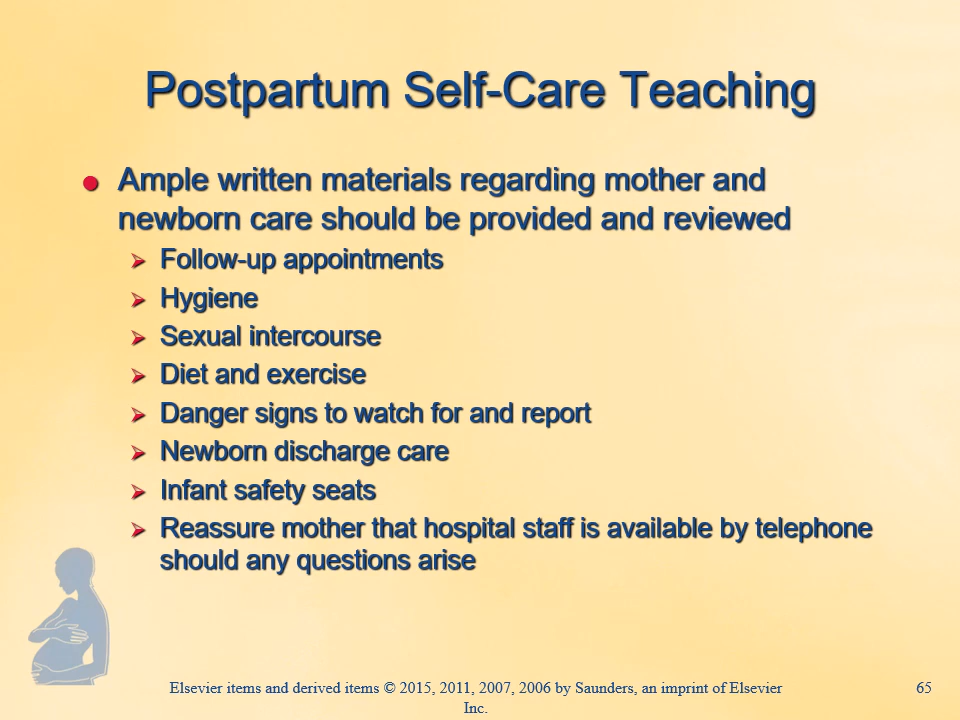 Postpartum Self-Care Teaching
Ample written materials regarding mother and
newborn care should be provided and reviewed
Follow-up appointments
Hygiene
Sexual intercourse
Diet and exercise
Danger signs to watch for and report
Newborn discharge care
Infant safety seats
Reassure mother that hospital staff is available by telephone
should any questions arise
Elsevier items and derived items © 2015, 2011, 2007, 2006 by Saunders, an imprint of Elsevier
Inc.
65